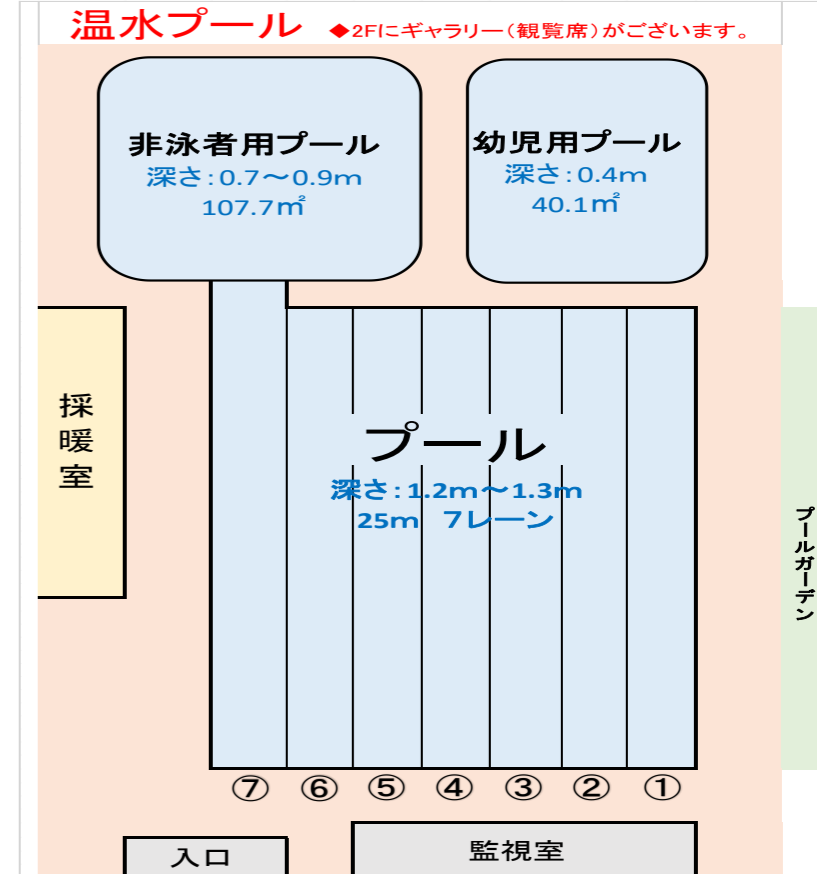 温水プール ◆2Fにギャラリー(観覧席)がございます。
非泳者用プール
深さ:0.7~0.9m
107.7㎡
幼児用プール
深さ:0.4m
40.1㎡
採暖室
プール
深さ:1.2m~1.3m
25m 7レーン
プールガーデン
⑦ ⑥ ⑤ ④ ③ ② ①
入口
監視室